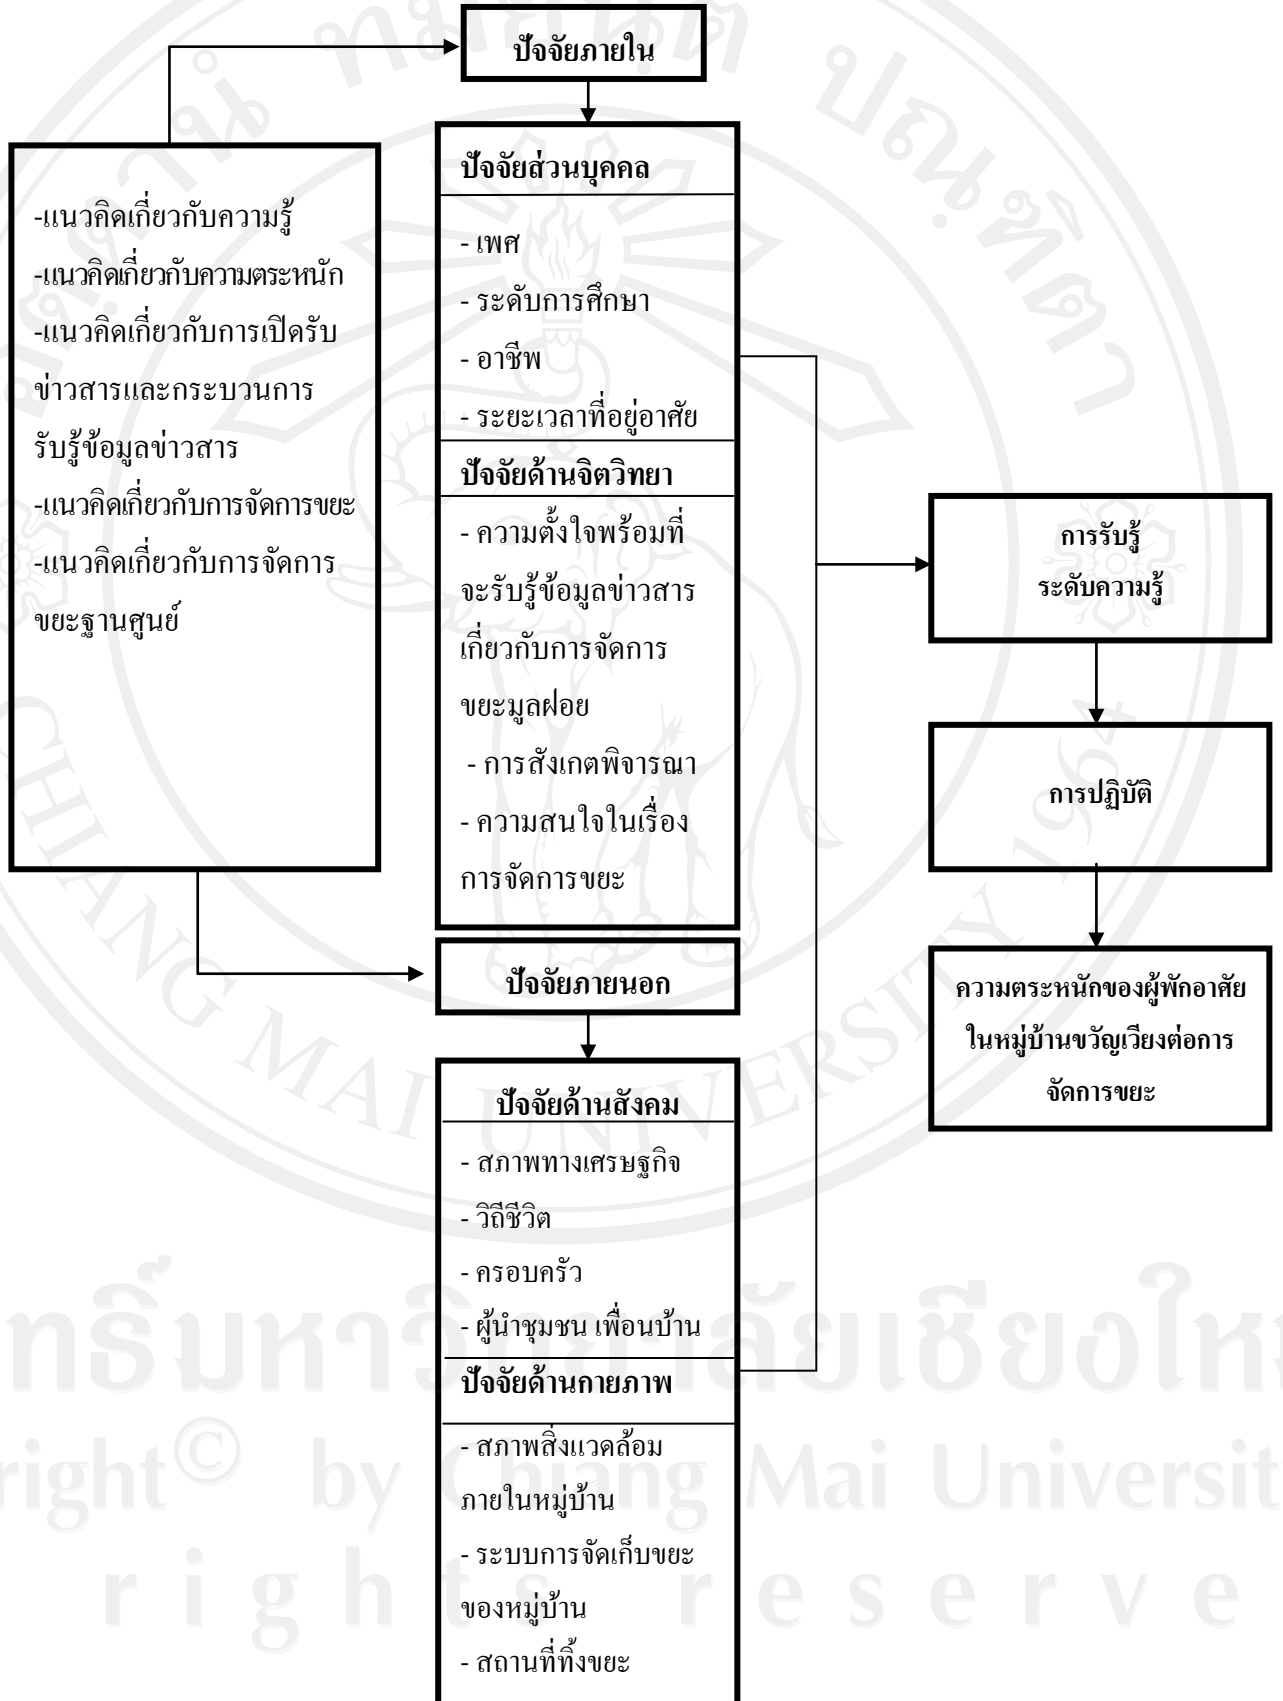 ปัจจัยภายใน
-แนวคิดเกี่ยวกับความรู้
-แนวคิดเกี่ยวกับความตระหนัก
-แนวคิดเกี่ยวกับการเปิดรับ
ข่าวสารและกระบวนการ
รับรู้ข้อมูลข่าวสาร
-แนวคิดเกี่ยวกับการจัดการขยะ
-แนวคิดเกี่ยวกับการจัดการ
ขยะฐานศูนย์
ปัจจัยส่วนบุคคล
- เพศ
- ระดับการศึกษา
- อาชีพ
- ระยะเวลาที่อยู่อาศัย
ปัจจัยด้านจิตวิทยา
- ความตั้งใจพร้อมที่
จะรับรู้ข้อมูลข่าวสาร
เกี่ยวกับการจัดการ
ขยะมูลฝอย
- การสังเกตพิจารณา
- ความสนใจในเรื่อง
การจัดการขยะ
ปัจจัยภายนอก
ปัจจัยด้านสังคม
- สภาพทางเศรษฐกิจ
- วิถีชีวิต
- ครอบครัว
- ผู้นำชุมชน เพื่อนบ้าน
ปัจจัยด้านกายภาพ
- สภาพสิ่งแวดล้อม
ภายในหมู่บ้าน
- ระบบการจัดเก็บขยะ
ของหมู่บ้าน
- สถานที่ทิ้งขยะ
การรับรู้
ระดับความรู้
การปฏิบัติ
ความตระหนักของผู้พักอาศัย
ในหมู่บ้านขวัญเวียงต่อการ
จัดการขยะ
CHIANG MAI UNIVERSITY 1964
right© by Chiang Mai Universit
rights reserve